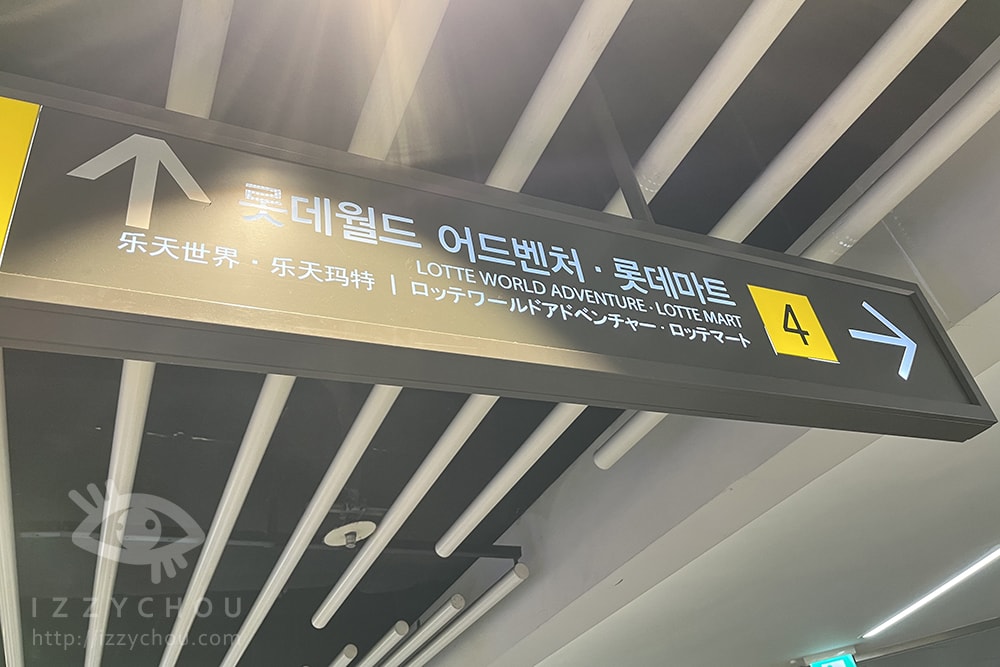 롯데월드 어드벤처 · 롯데마트
LOTTE WORLD ADVENTURE · LOTTE MART
乐天世界 · 乐天玛特 | ロッテワールドアドベンチャー · ロッテマート
4
IZZYCHOU
http://izzychou.com